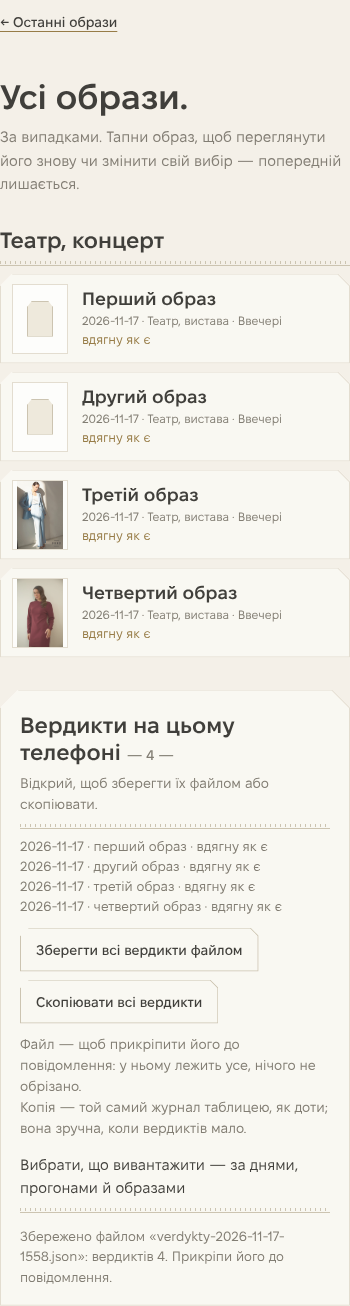 ← Останні образи
Усі образи.
За випадками. Тапни образ, щоб переглянути
його знову чи змінити свій вибір — попередній
лишається.
Театр, концерт
Перший образ
2026-11-17 · Театр, вистава · Ввечері
вдягну як є
Другий образ
2026-11-17 · Театр, вистава · Ввечері
вдягну як є
Третій образ
2026-11-17 · Театр, вистава · Ввечері
вдягну як є
Четвертий образ
2026-11-17 · Театр, вистава · Ввечері
вдягну як є
Вердикти на цьому
телефоні — 4 —
Відкрий, щоб зберегти їх файлом або
скопіювати.
2026-11-17 · перший образ · вдягну як є
2026-11-17 · другий образ · вдягну як є
2026-11-17 · третій образ · вдягну як є
2026-11-17 · четвертий образ · вдягну як є
Зберегти всі вердикти файлом
Скопіювати всі вердикти
Файл — щоб прикріпити його до
повідомлення: у ньому лежить усе, нічого не
обрізано.
Копія — той самий журнал таблицею, як доти;
вона зручна, коли вердиктів мало.
Вибрати, що вивантажити — за днями,
прогонами й образами
Збережено файлом «verdykty-2026-11-17-
1558.json»: вердиктів 4. Прикріпи його до
повідомлення.